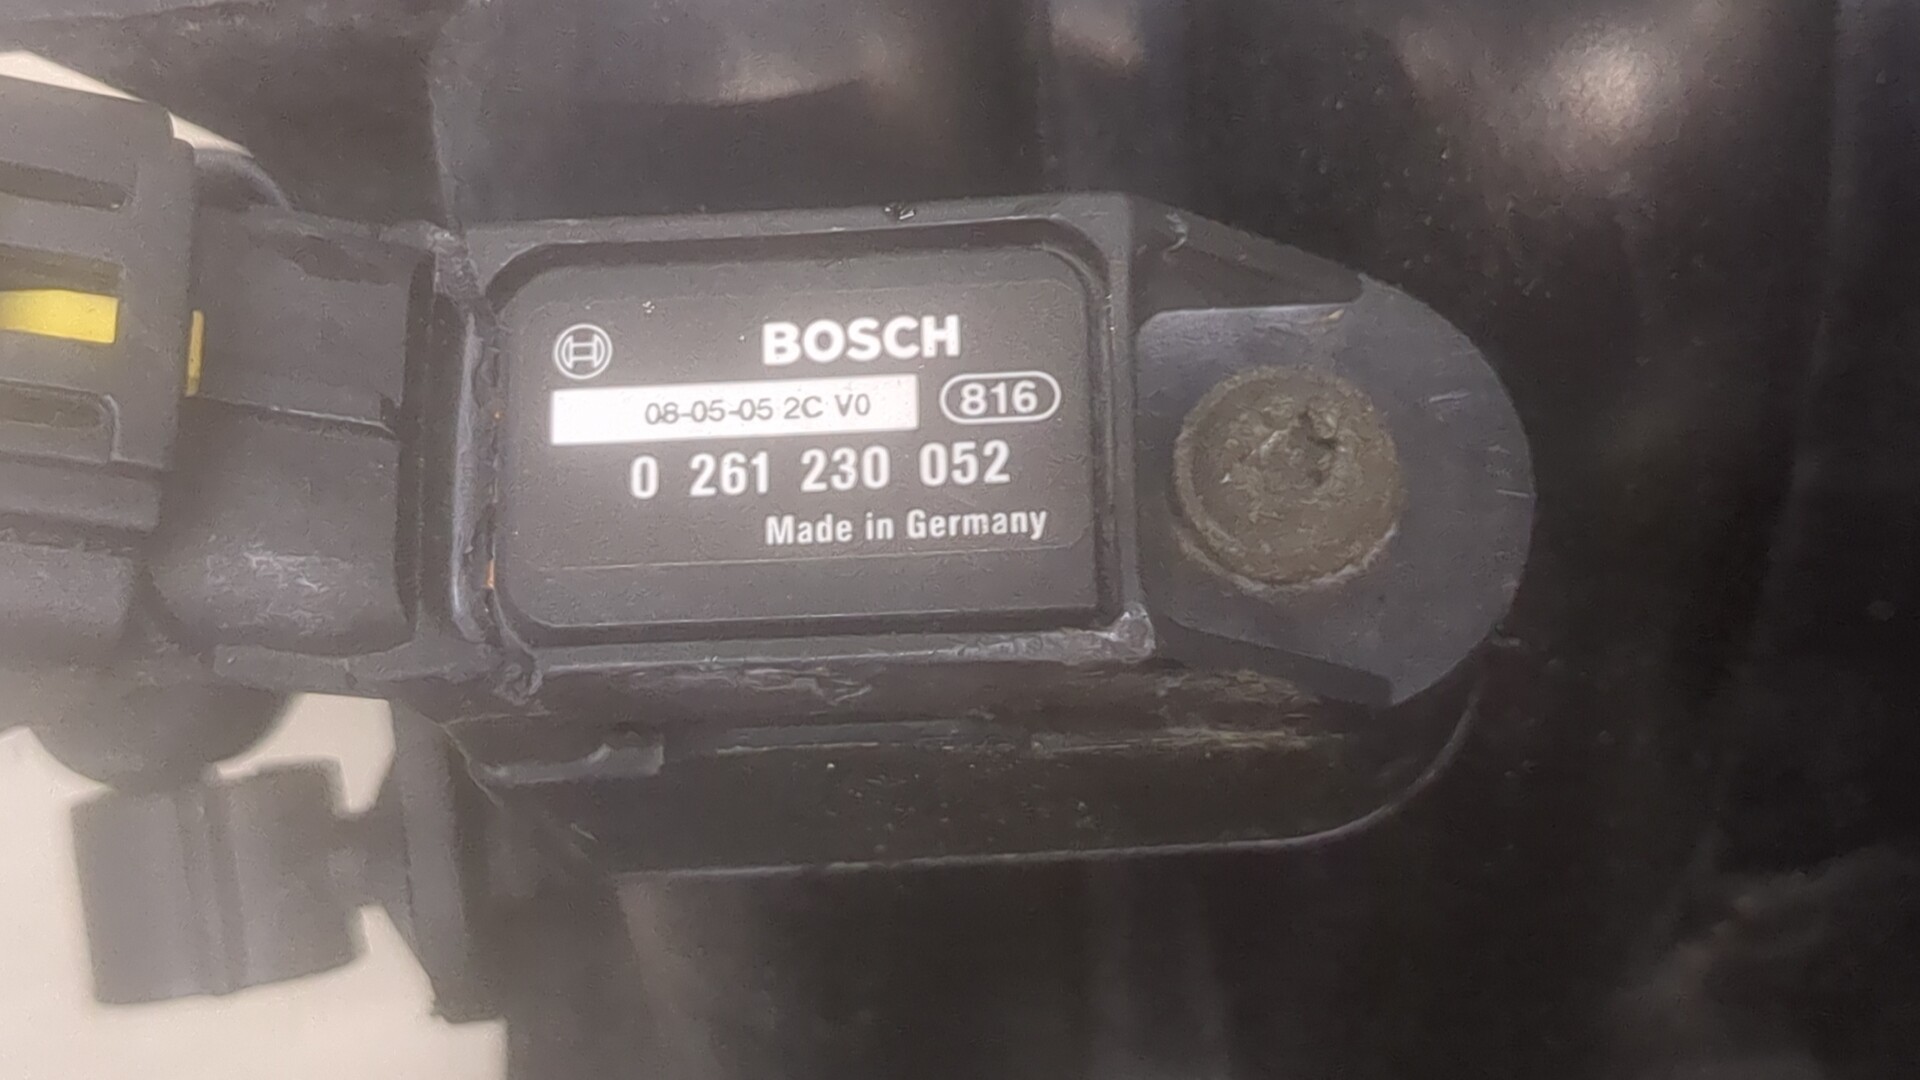 BOSCH
08-05-05 2C V0
816
0 261 230 052
Made in Germany